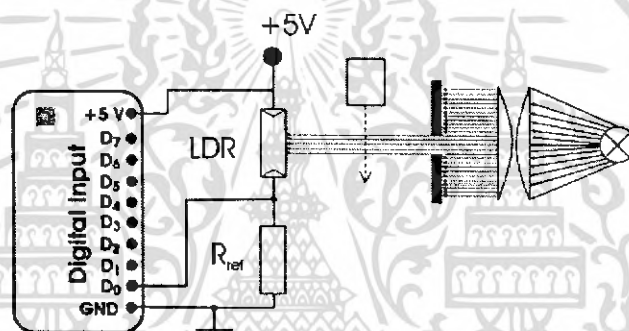 +5V
+5 V
D7
D6
D5
D4
D3
D2
D1
D0
GND
Digital Input
LDR
Rref